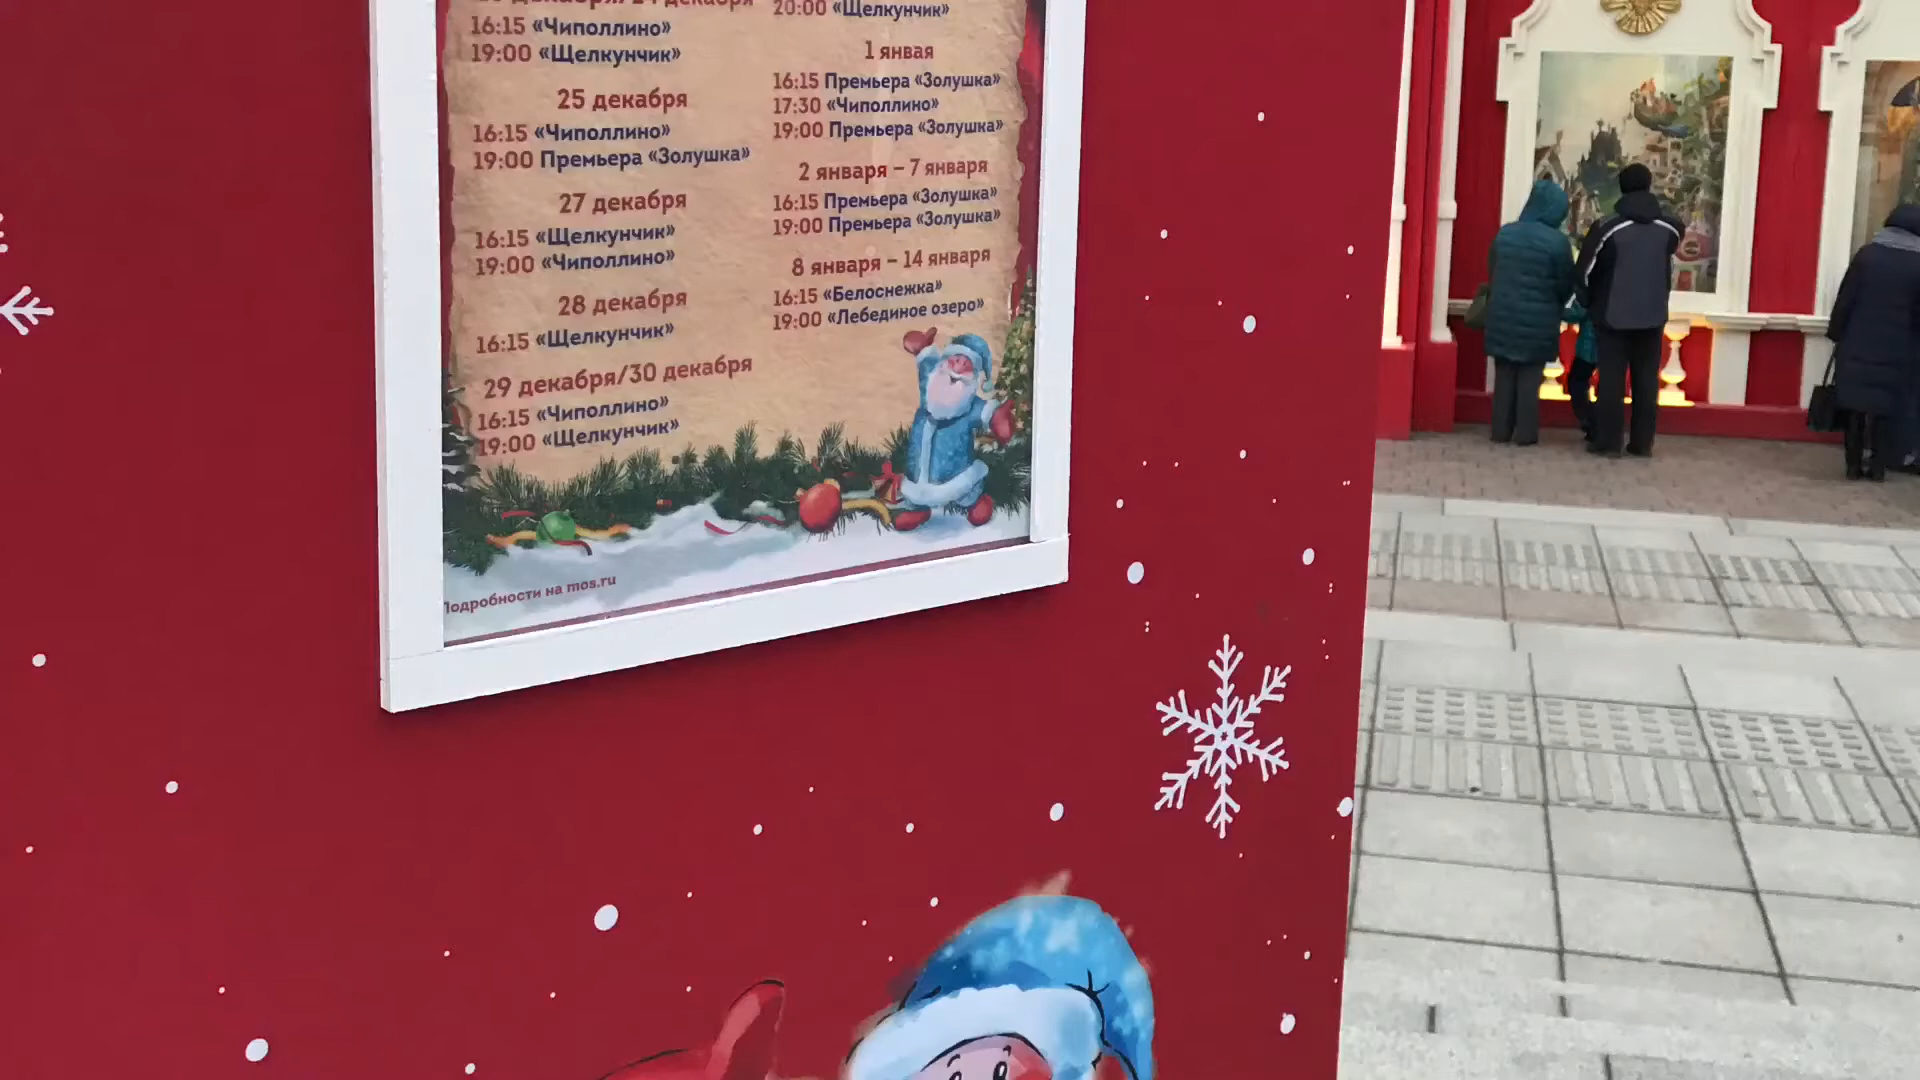 декабря/24 декабря
16:15 «Чиполлино»
19:00 «Щелкунчик»
25 декабря
16:15 «Чиполлино»
19:00 Премьера «Золушка»
27 декабря
16:15 «Щелкунчик»
19:00 «Чиполлино»
28 декабря
16:15 «Щелкунчик»
29 декабря/30 декабря
16:15 «Чиполлино»
19:00 «Щелкунчик»
20:00 «Щелкунчик»
1 янвая
16:15 Премьера «Золушка»
17:30 «Чиполлино»
19:00 Премьера «Золушка»
2 января – 7 января
16:15 Премьера «Золушка»
19:00 Премьера «Золушка»
8 января – 14 января
16:15 «Белоснежка»
19:00 «Лебединое озеро»
Подробности на mos.ru